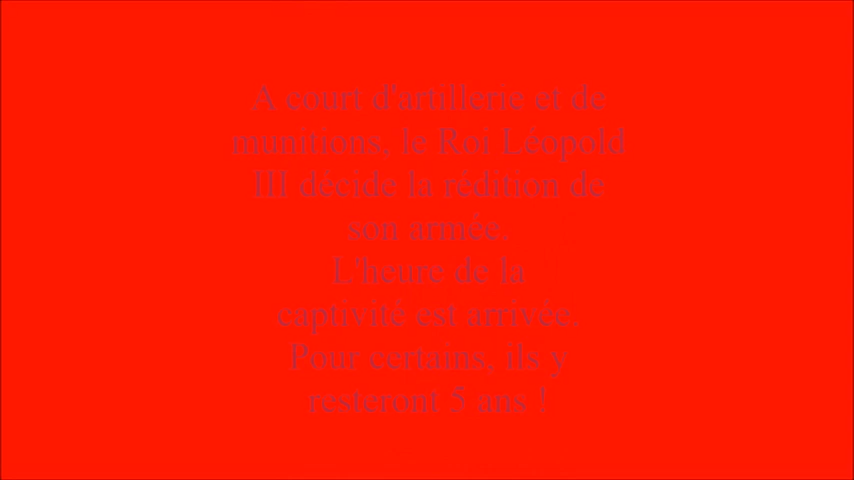 A court d'artillerie et de
munitions, le Roi Léopold
III décide la rédition de
son armée.
L'heure de la
captivité est arrivée.
Pour certains, ils y
resteront 5 ans !